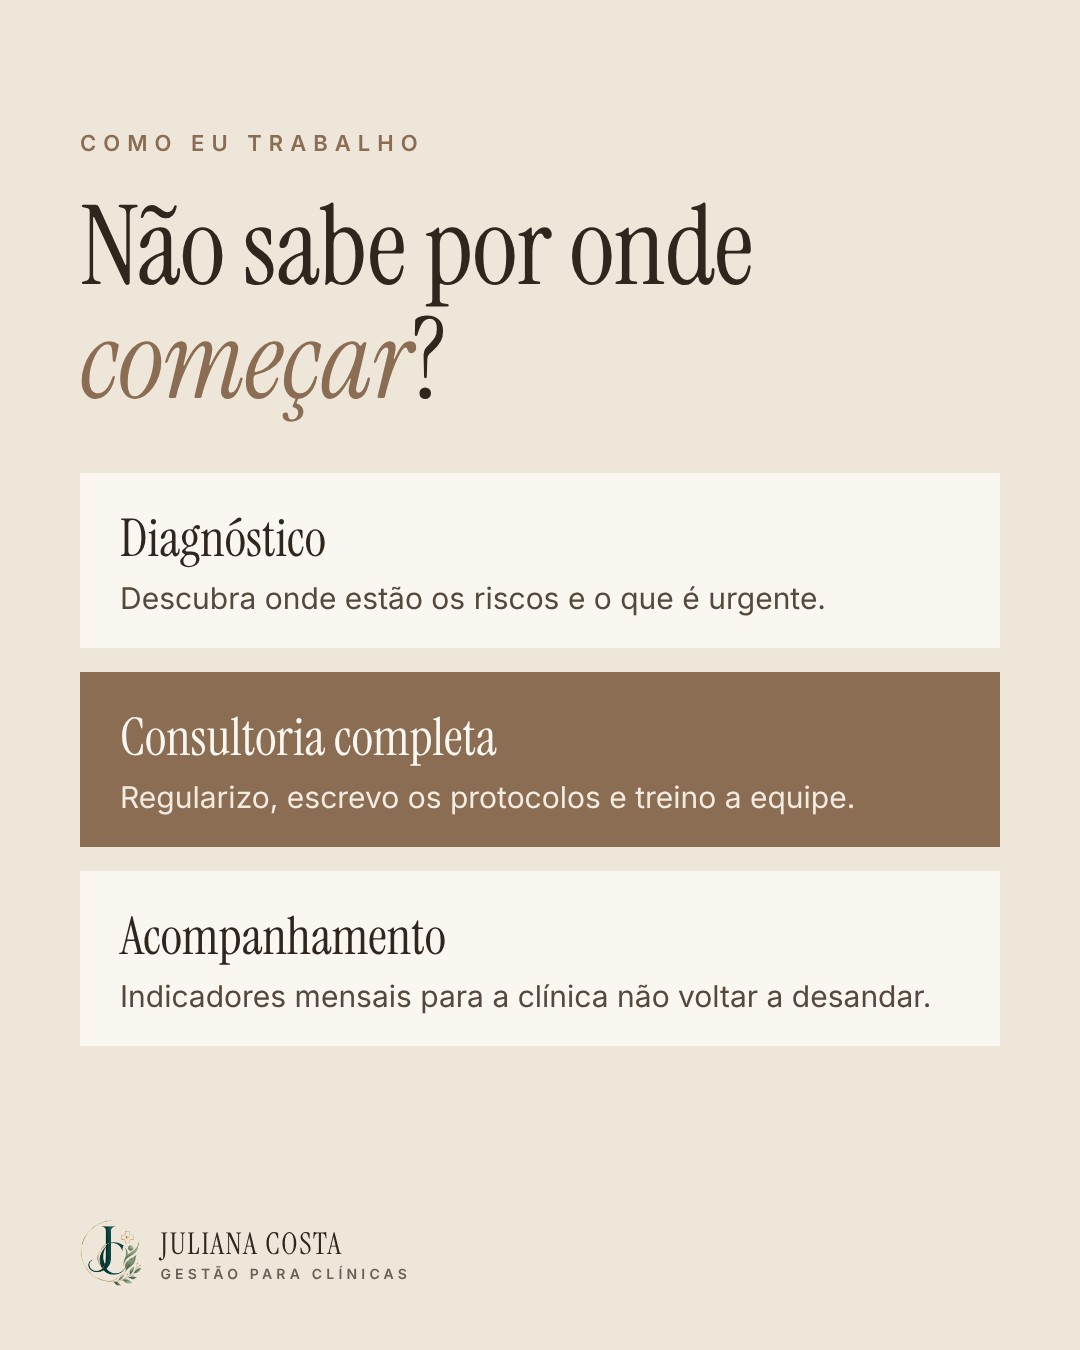 COMO EU TRABALHO
Não sabe por onde
começar?
Diagnóstico
Descubra onde estão os riscos e o que é urgente.
Consultoria completa
Regularizo, escrevo os protocolos e treino a equipe.
Acompanhamento
Indicadores mensais para a clínica não voltar a desandar.
JC
JULIANA COSTA
GESTÃO PARA CLÍNICAS